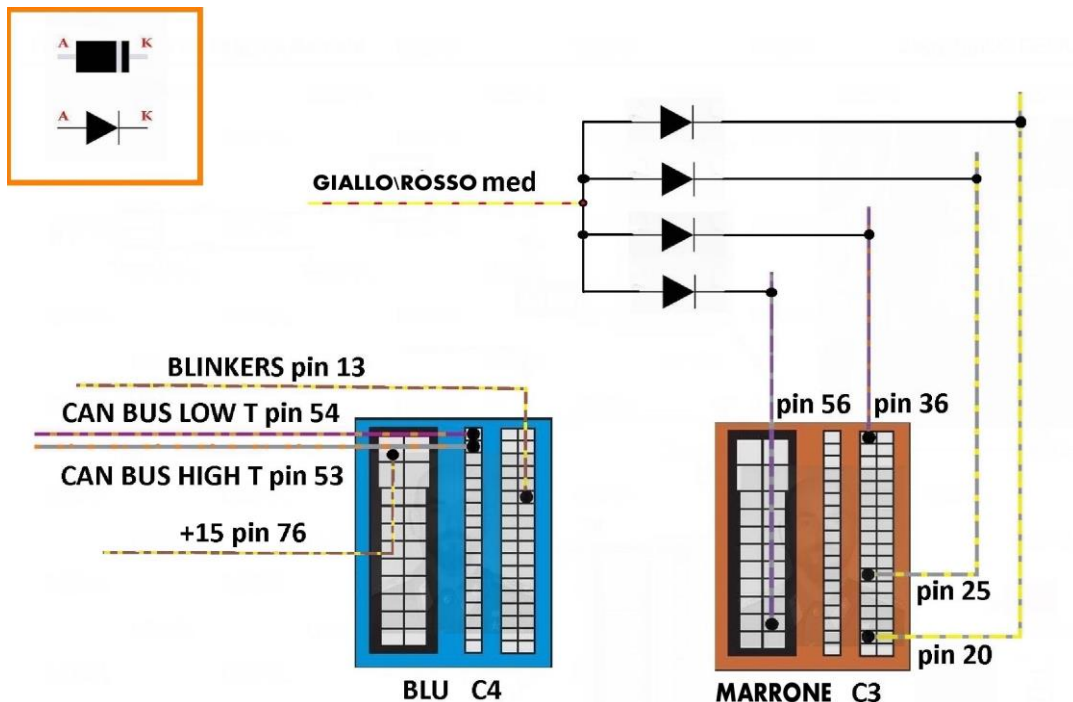 A K
A K
GIALLO\ROSSO med
BLINKERS pin 13
CAN BUS LOW T pin 54
CAN BUS HIGH T pin 53
+15 pin 76
pin 56 pin 36
pin 25
pin 20
BLU C4
MARRONE C3